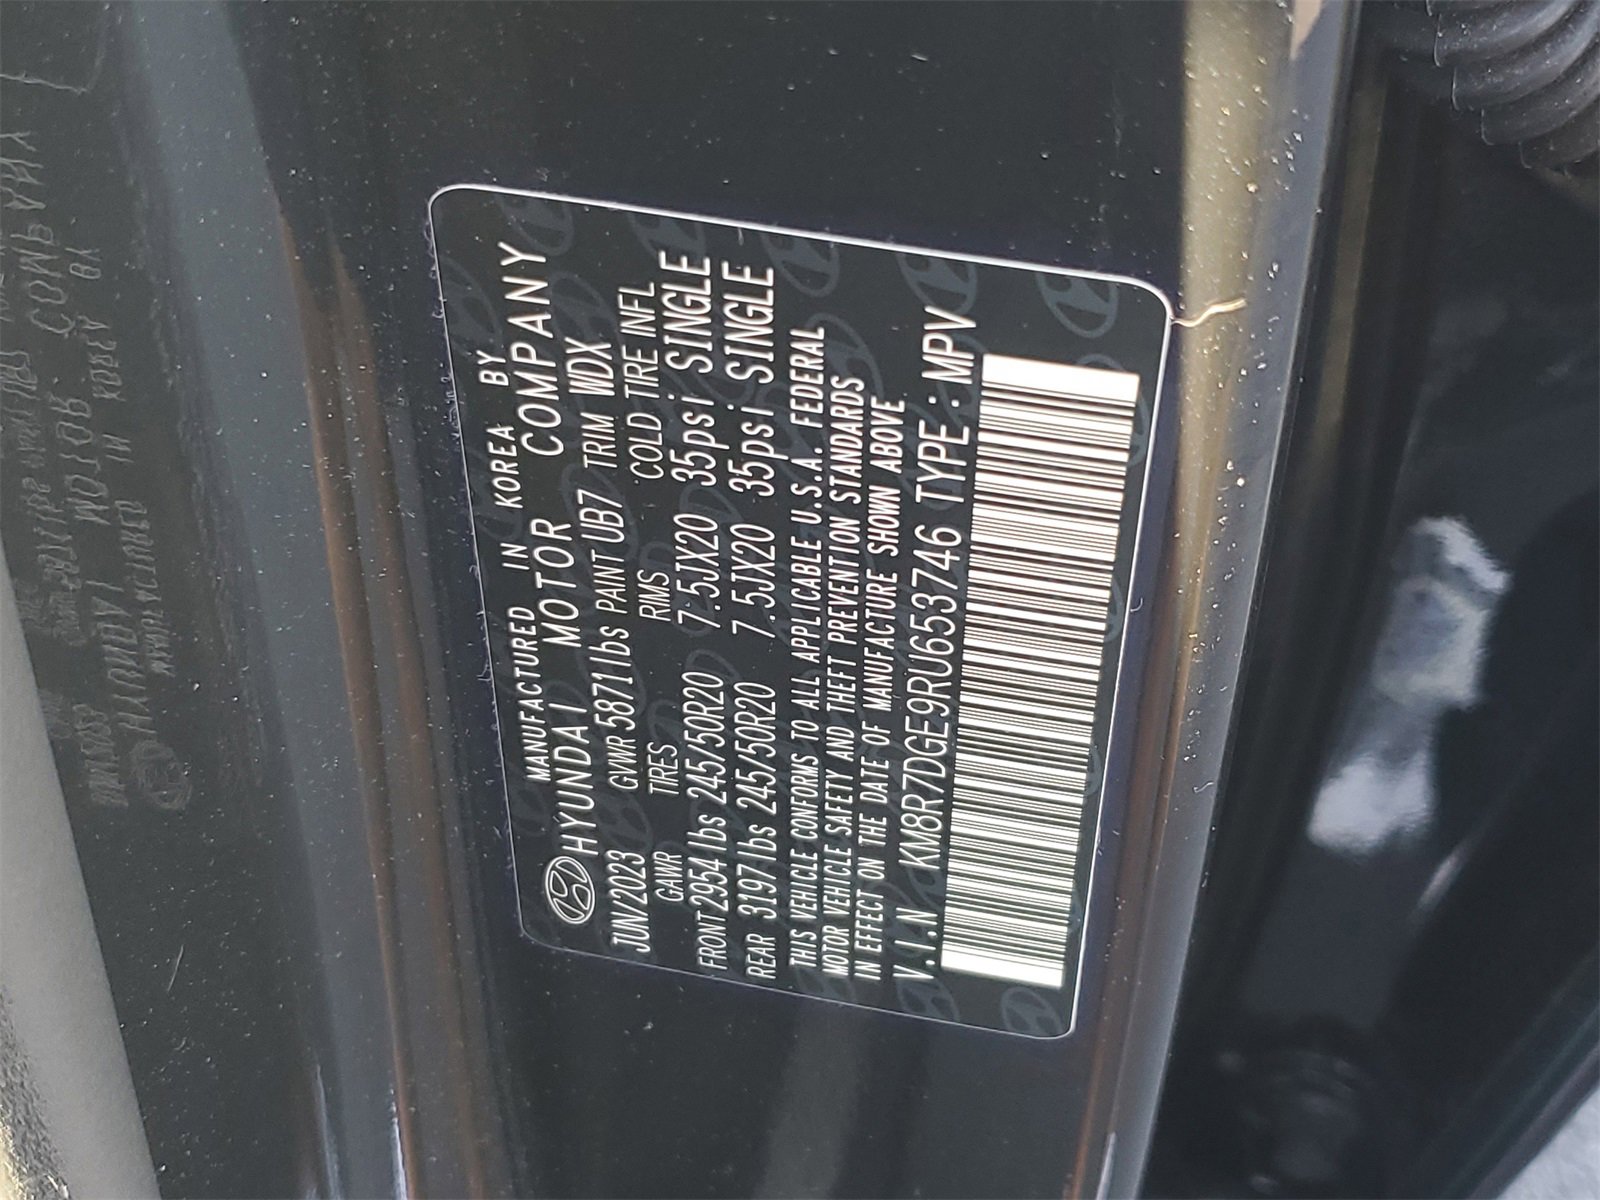 MANUFACTURED IN KOREA BY
HYUNDAI MOTOR COMPANY
JUN/2023 GVWR 5871lbs PAINT UB7 TRIM WDX
GAWR TIRES RIMS COLD TIRE INFL
FRONT 2954lbs 245/50R20 7.5JX20 35psi SINGLE
REAR 3197lbs 245/50R20 7.5JX20 35psi SINGLE
THIS VEHICLE CONFORMS TO ALL APPLICABLE U.S.A. FEDERAL
MOTOR VEHICLE SAFETY AND THEFT PREVENTION STANDARDS
IN EFFECT ON THE DATE OF MANUFACTURE SHOWN ABOVE.
V.I.N KM8R7DGE9RU653746 TYPE : MPV